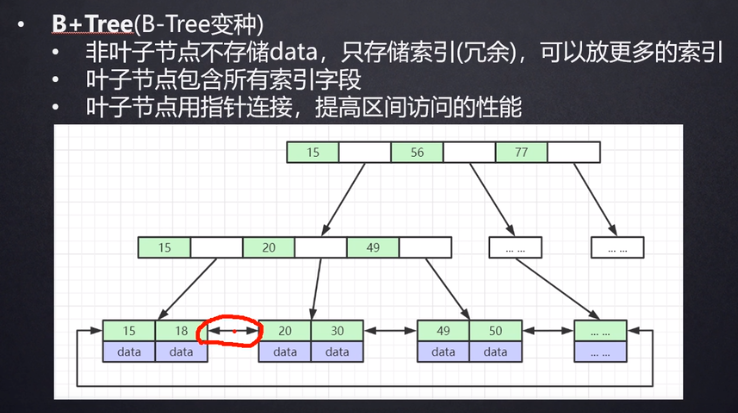 B+Tree(B-Tree变种)
非叶子节点不存储data，只存储索引(冗余)，可以放更多的索引
叶子节点包含所有索引字段
叶子节点用指针连接，提高区间访问的性能
15 56 77
15 20 49 ... ... ... ...
15 18 20 30 49 50 ... ...
data data data data data data ... ...